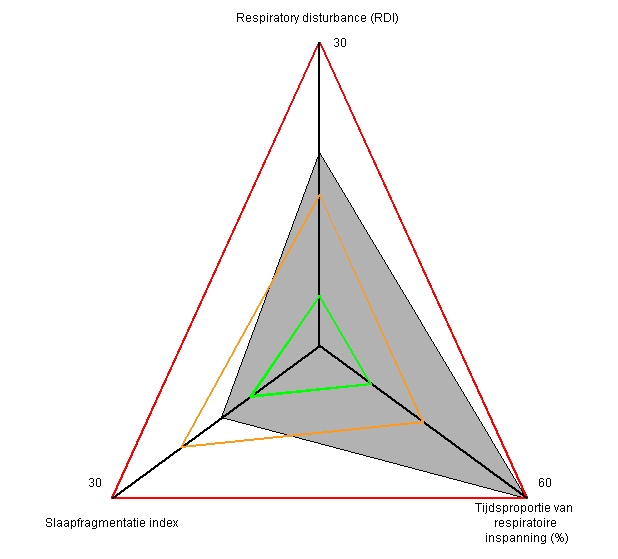 Respiratory disturbance (RDI)
30
30
60
Slaapfragmentatie index
Tijdsproportie van
respiratoire
inspanning (%)